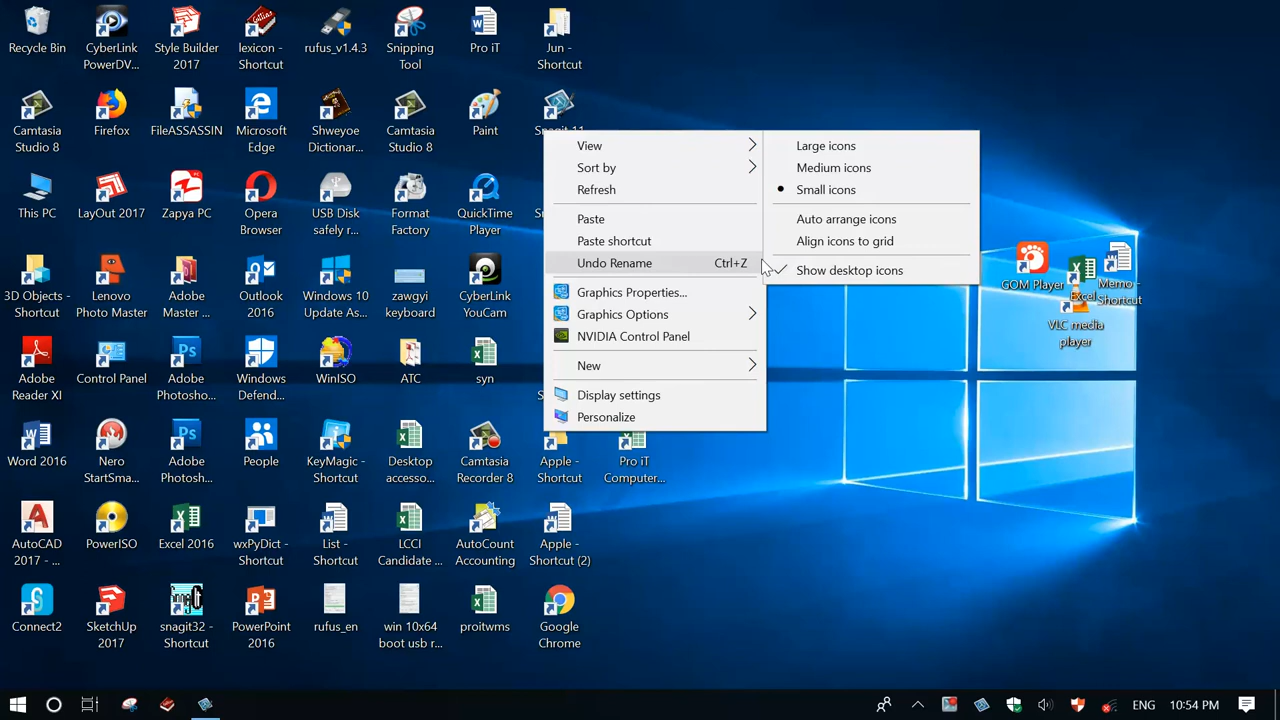 Recycle Bin
CyberLink
PowerDV...
Style Builder
2017
lexicon -
Shortcut
rufus_v1.4.3
Snipping
Tool
Pro iT
Jun -
Shortcut
Camtasia
Studio 8
Firefox
FileASSASSIN
Microsoft
Edge
Shweyoe
Dictionar...
Camtasia
Studio 8
Paint
Snagit 11
This PC
LayOut 2017
Zapya PC
Opera
Browser
USB Disk
safely r...
Format
Factory
QuickTime
Player
3D Objects -
Shortcut
Lenovo
Photo Master
Adobe
Master ...
Outlook
2016
Windows 10
Update As...
zawgyi
keyboard
CyberLink
YouCam
Adobe
Reader XI
Control Panel
Adobe
Photosho...
Windows
Defend...
WinISO
ATC
syn
Word 2016
Nero
StartSma...
Adobe
Photosh...
People
KeyMagic -
Shortcut
Desktop
accesso...
Camtasia
Recorder 8
Apple -
Shortcut
Pro iT
Computer...
AutoCAD
2017 - ...
PowerISO
Excel 2016
wxPyDict -
Shortcut
List -
Shortcut
LCCI
Candidate ...
AutoCount
Accounting
Apple -
Shortcut (2)
Connect2
SketchUp
2017
snagit32 -
Shortcut
PowerPoint
2016
rufus_en
win 10x64
boot usb r...
proitwms
Google
Chrome
View
Sort by
Refresh
Paste
Paste shortcut
Undo Rename Ctrl+Z
Graphics Properties...
Graphics Options
NVIDIA Control Panel
New
Display settings
Personalize
Large icons
Medium icons
Small icons
Auto arrange icons
Align icons to grid
Show desktop icons
GOM Player
Excel
Memo -
Shortcut
VLC media
player
ENG
10:54 PM